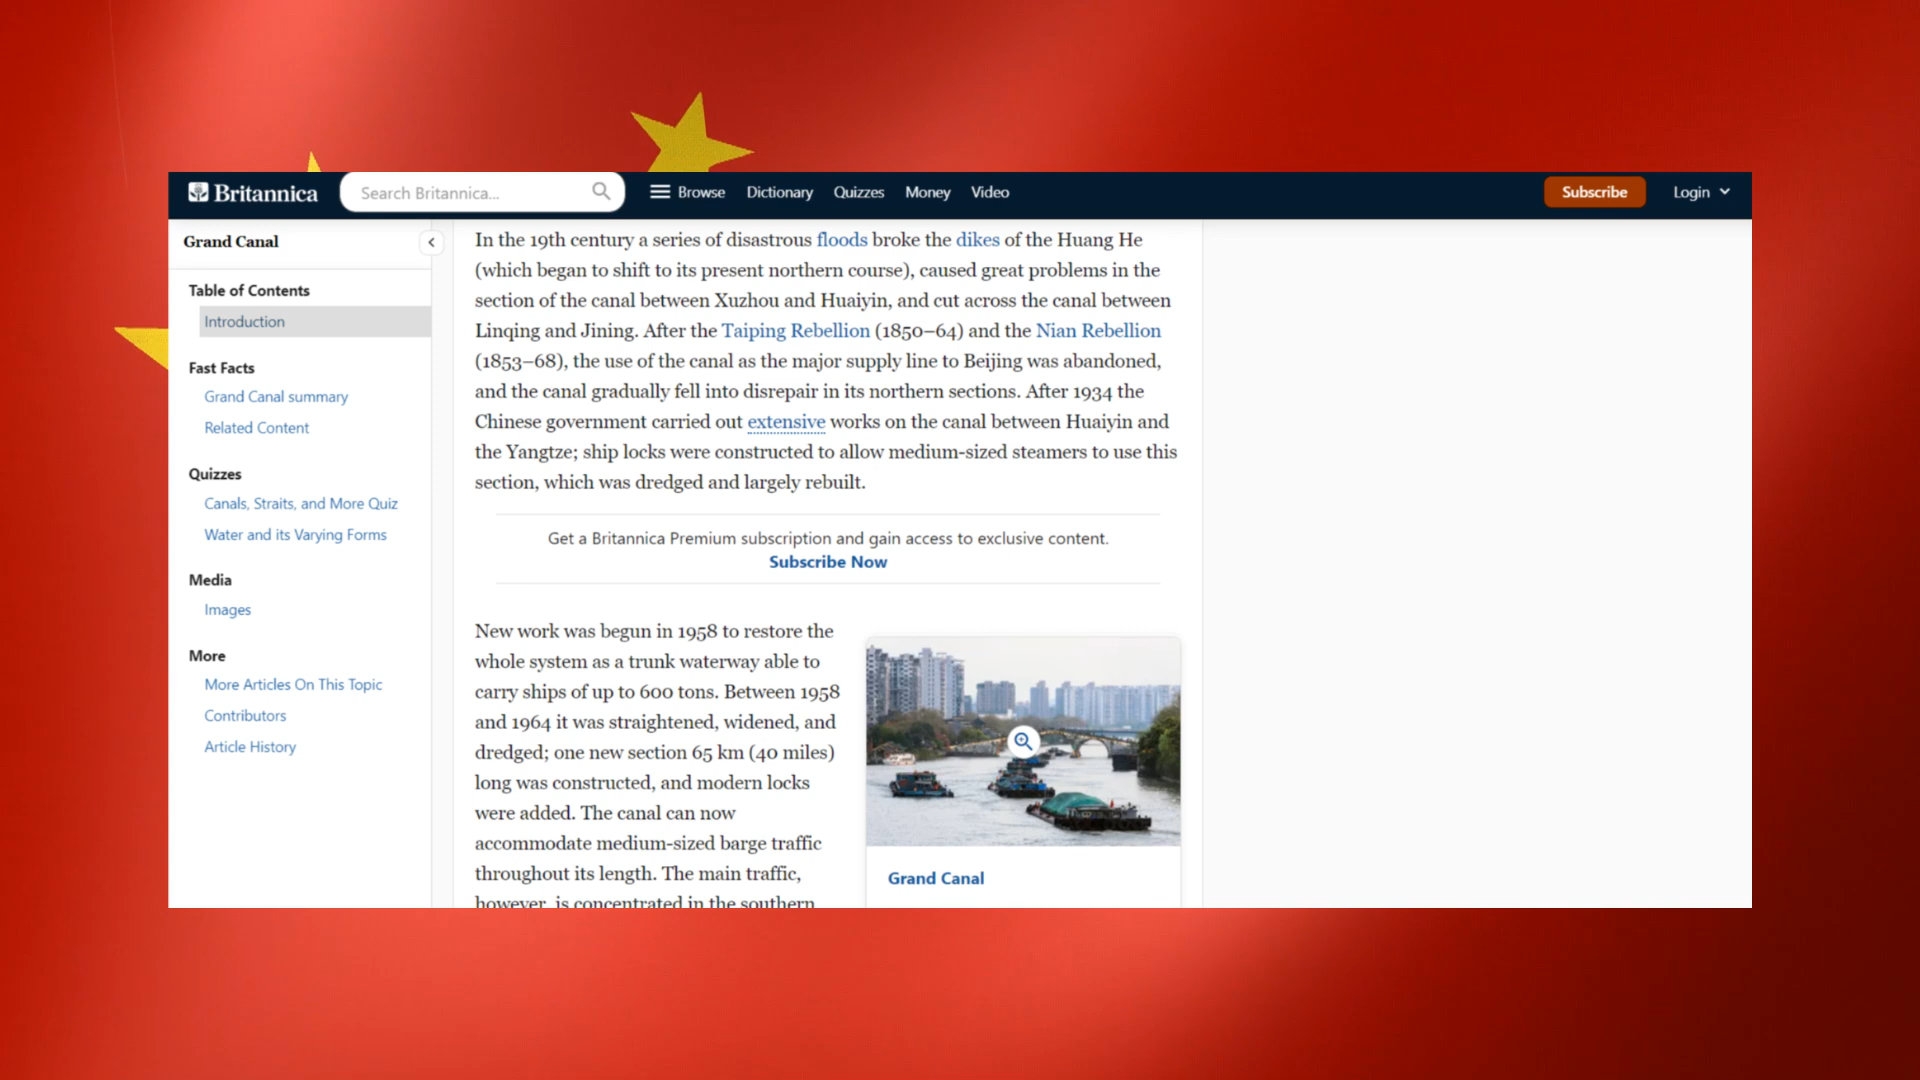 Britannica
Search Britannica...
Browse
Dictionary
Quizzes
Money
Video
Subscribe
Login
Grand Canal
Table of Contents
Introduction
Fast Facts
Grand Canal summary
Related Content
Quizzes
Canals, Straits, and More Quiz
Water and its Varying Forms
Media
Images
More
More Articles On This Topic
Contributors
Article History
In the 19th century a series of disastrous floods broke the dikes of the Huang He
(which began to shift to its present northern course), caused great problems in the
section of the canal between Xuzhou and Huaiyin, and cut across the canal between
Linqing and Jining. After the Taiping Rebellion (1850–64) and the Nian Rebellion
(1853–68), the use of the canal as the major supply line to Beijing was abandoned,
and the canal gradually fell into disrepair in its northern sections. After 1934 the
Chinese government carried out extensive works on the canal between Huaiyin and
the Yangtze; ship locks were constructed to allow medium-sized steamers to use this
section, which was dredged and largely rebuilt.
Get a Britannica Premium subscription and gain access to exclusive content.
Subscribe Now
New work was begun in 1958 to restore the
whole system as a trunk waterway able to
carry ships of up to 600 tons. Between 1958
and 1964 it was straightened, widened, and
dredged; one new section 65 km (40 miles)
long was constructed, and modern locks
were added. The canal can now
accommodate medium-sized barge traffic
throughout its length. The main traffic,
however, is concentrated in the southern
Grand Canal